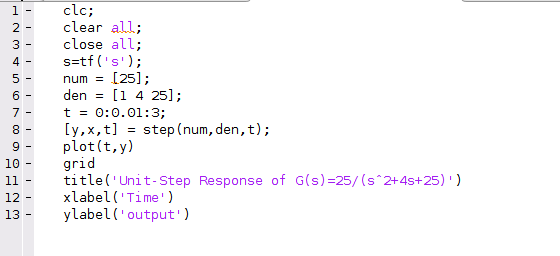 1 - clc;
2 - clear all;
3 - close all;
4 - s=tf('s');
5 - num = [25];
6 - den = [1 4 25];
7 - t = 0:0.01:3;
8 - [y,x,t] = step(num,den,t);
9 - plot(t,y)
10 - grid
11 - title('Unit-Step Response of G(s)=25/(s^2+4s+25)')
12 - xlabel('Time')
13 - ylabel('output')